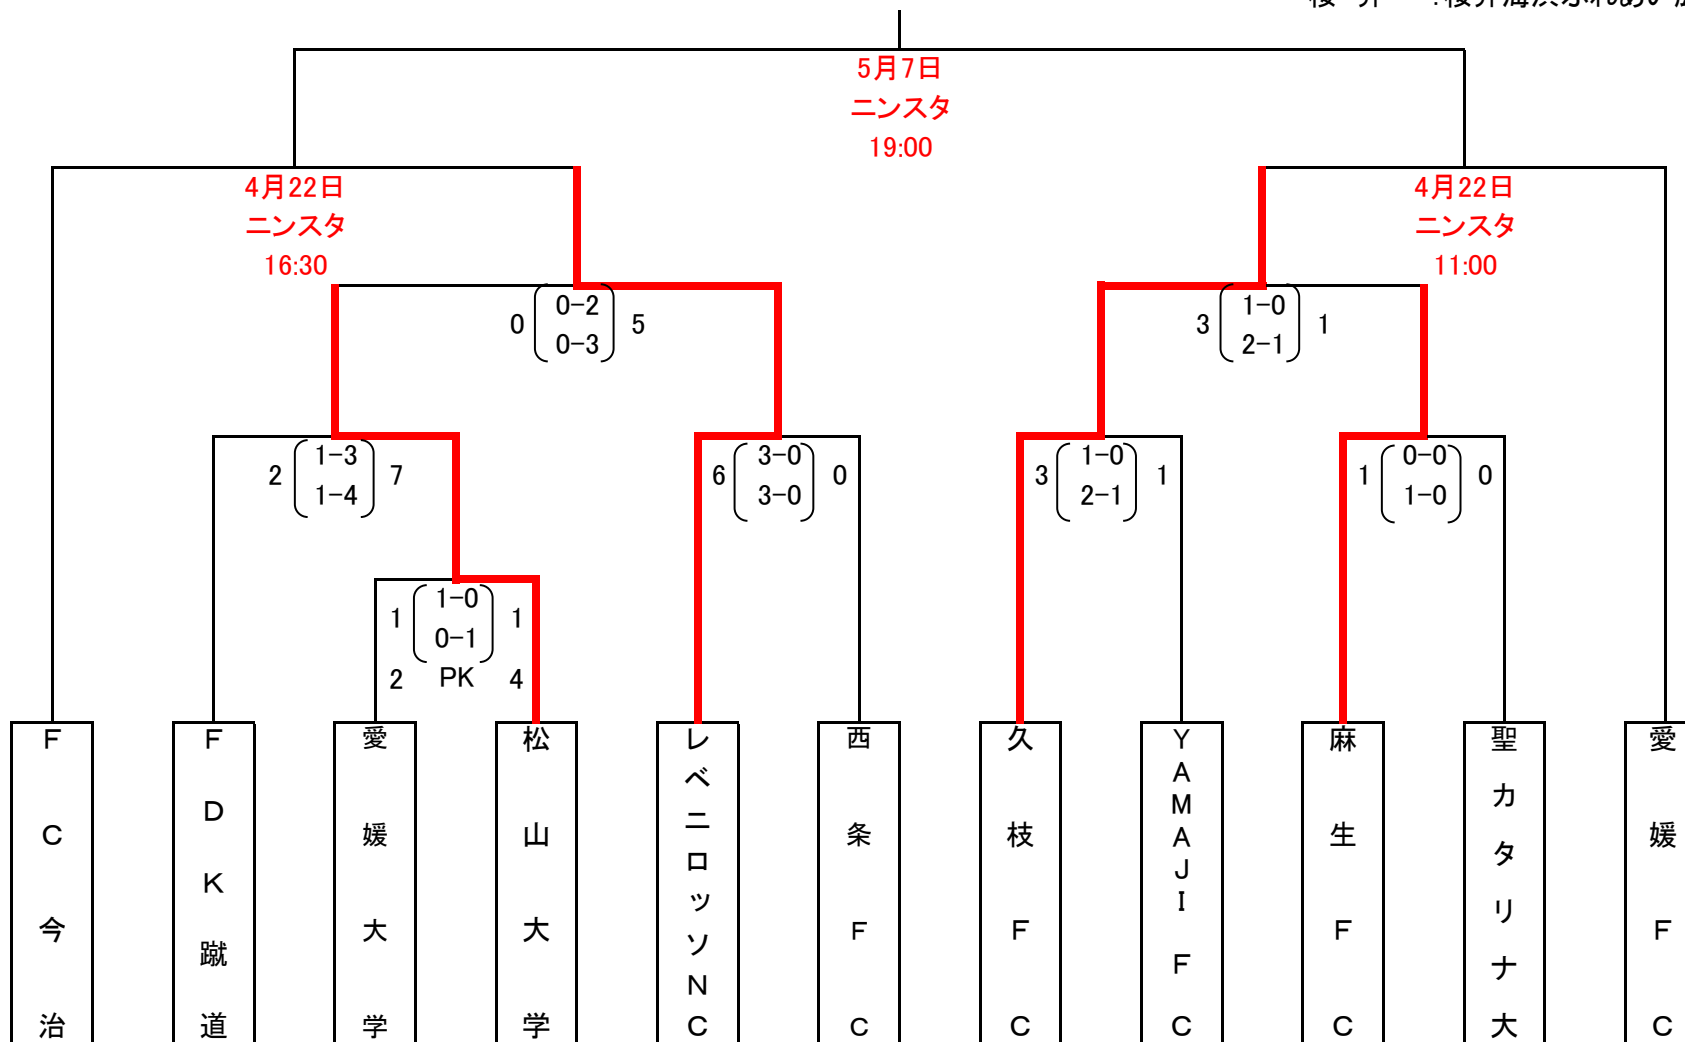 5月7日
ニンスタ
19:00
4月22日
ニンスタ
16:30
4月22日
ニンスタ
11:00
0 0-2 5
0-3
3 1-0 1
2-1
2 1-3 7
1-4
6 3-0 0
3-0
3 1-0 1
2-1
1 0-0 0
1-0
1 1-0 1
0-1
2 PK 4
FC今治
FDK蹴道
愛媛大学
松山大学
レベニロッソNC
西条FC
久枝FC
YAMAJI FC
麻生FC
聖カタリナ大
愛媛FC